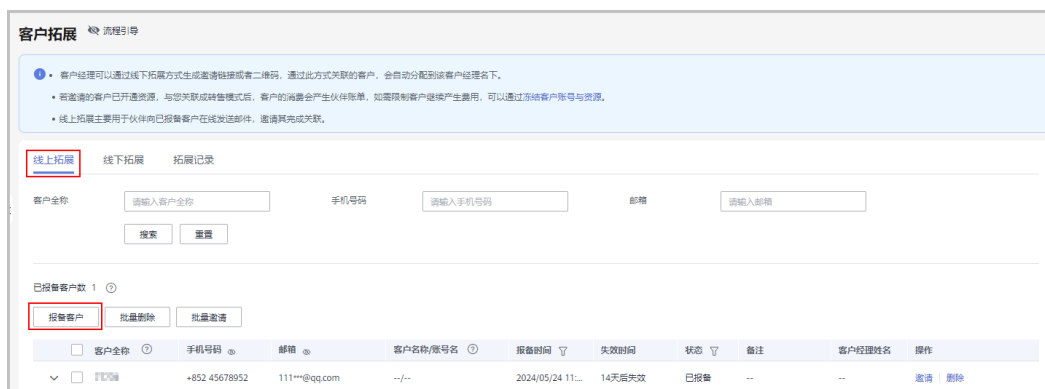 客户拓展 流程引导
客户经理可以通过线下拓展方式生成邀请链接或者二维码，通过此方式关联的客户，会自动分配到该客户经理名下。
若邀请的客户已开通资源，与您关联成转售模式后，客户的消费会产生伙伴账单，如需限制客户继续产生费用，可以通过冻结客户账号与资源。
线上拓展主要用于伙伴向已报备客户在线发送邮件，邀请其完成关联。
线上拓展 线下拓展 拓展记录
客户全称 请输入客户全称 手机号码 请输入手机号码 邮箱 请输入邮箱
搜索 重置
已报备客户数 1
报备客户 批量删除 批量邀请
客户全称 手机号码 邮箱 客户名称/账号名 报备时间 失效时间 状态 备注 客户经理姓名 操作
+852 45678952 111***@qq.com --/-- 2024/05/24 11:... 14天后失效 已报备 -- -- 邀请 删除